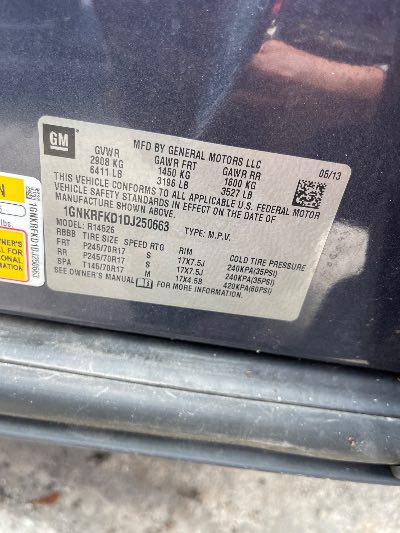 GM
MFD BY GENERAL MOTORS LLC
05/13
GVWR GAWR FRT GAWR RR
2908 KG 1450 KG 1600 KG
6411 LB 3196 LB 3527 LB
THIS VEHICLE CONFORMS TO ALL APPLICABLE U.S. FEDERAL MOTOR
VEHICLE SAFETY STANDARDS IN EFFECT ON THE DATE OF
MANUFACTURE SHOWN ABOVE.
1GNKRFKD1DJ250663 TYPE: M.P.V.
MODEL: R14526
RBBB TIRE SIZE SPEED RTG RIM COLD TIRE PRESSURE
FRT P245/70R17 S 17X7.5J 240KPA(35PSI)
RR P245/70R17 S 17X7.5J 240KPA(35PSI)
SPA T145/70R17 M 17X4.5B 420KPA(60PSI)
SEE OWNER'S MANUAL FOR MORE INFORMATION.
1GNKRFKD1DJ250663
OWNER'S
FOR